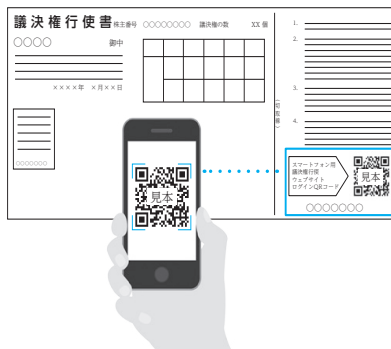 議決権行使書 株主番号 ○○○○○○○○ 議決権の数 XX 個
○○○○ 御中
××××年 ×月××日
○○○○○○○
見本
1.
2.
3.
4.
スマートフォン用
議決権行使
ウェブサイト
ログインQRコード
見本
○○○○○○○